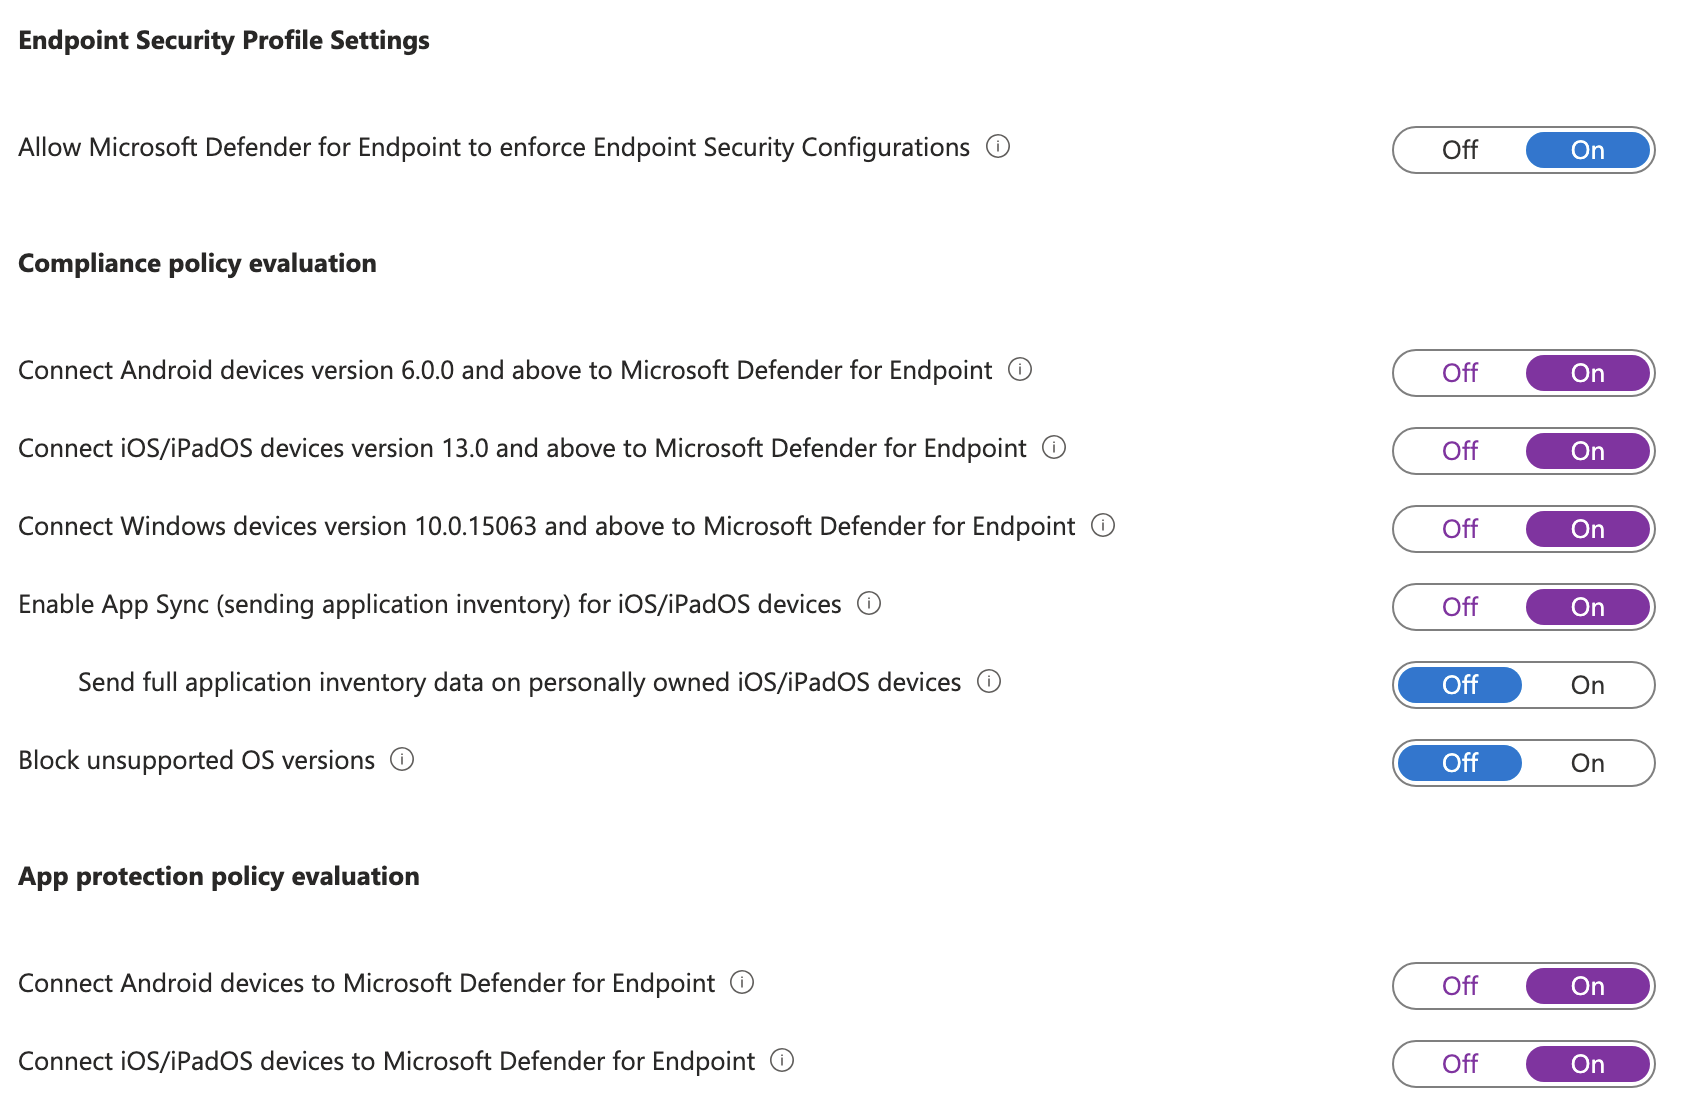 Endpoint Security Profile Settings
Allow Microsoft Defender for Endpoint to enforce Endpoint Security Configurations Off On
Compliance policy evaluation
Connect Android devices version 6.0.0 and above to Microsoft Defender for Endpoint Off On
Connect iOS/iPadOS devices version 13.0 and above to Microsoft Defender for Endpoint Off On
Connect Windows devices version 10.0.15063 and above to Microsoft Defender for Endpoint Off On
Enable App Sync (sending application inventory) for iOS/iPadOS devices Off On
Send full application inventory data on personally owned iOS/iPadOS devices Off On
Block unsupported OS versions Off On
App protection policy evaluation
Connect Android devices to Microsoft Defender for Endpoint Off On
Connect iOS/iPadOS devices to Microsoft Defender for Endpoint Off On